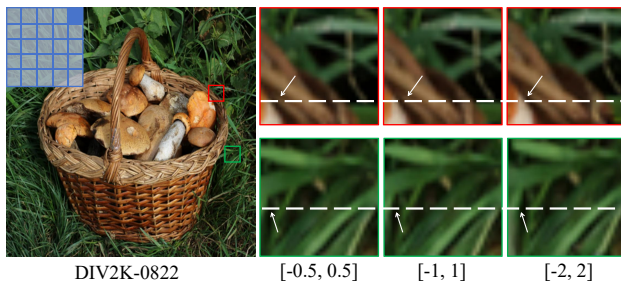 DIV2K-0822
[-0.5, 0.5]
[-1, 1]
[-2, 2]